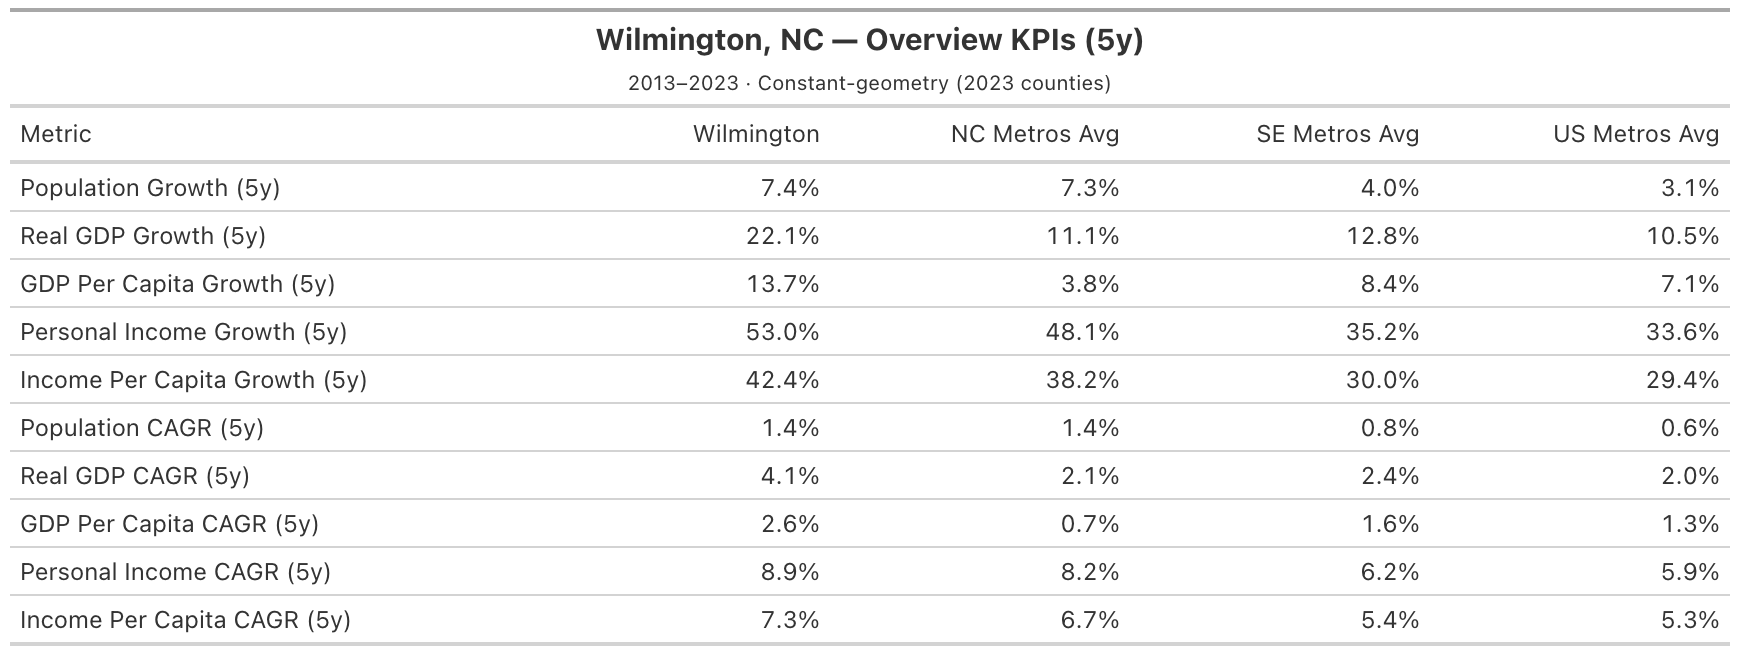 Wilmington, NC — Overview KPIs (5y)
2013–2023 · Constant-geometry (2023 counties)
Metric Wilmington NC Metros Avg SE Metros Avg US Metros Avg
Population Growth (5y) 7.4% 7.3% 4.0% 3.1%
Real GDP Growth (5y) 22.1% 11.1% 12.8% 10.5%
GDP Per Capita Growth (5y) 13.7% 3.8% 8.4% 7.1%
Personal Income Growth (5y) 53.0% 48.1% 35.2% 33.6%
Income Per Capita Growth (5y) 42.4% 38.2% 30.0% 29.4%
Population CAGR (5y) 1.4% 1.4% 0.8% 0.6%
Real GDP CAGR (5y) 4.1% 2.1% 2.4% 2.0%
GDP Per Capita CAGR (5y) 2.6% 0.7% 1.6% 1.3%
Personal Income CAGR (5y) 8.9% 8.2% 6.2% 5.9%
Income Per Capita CAGR (5y) 7.3% 6.7% 5.4% 5.3%